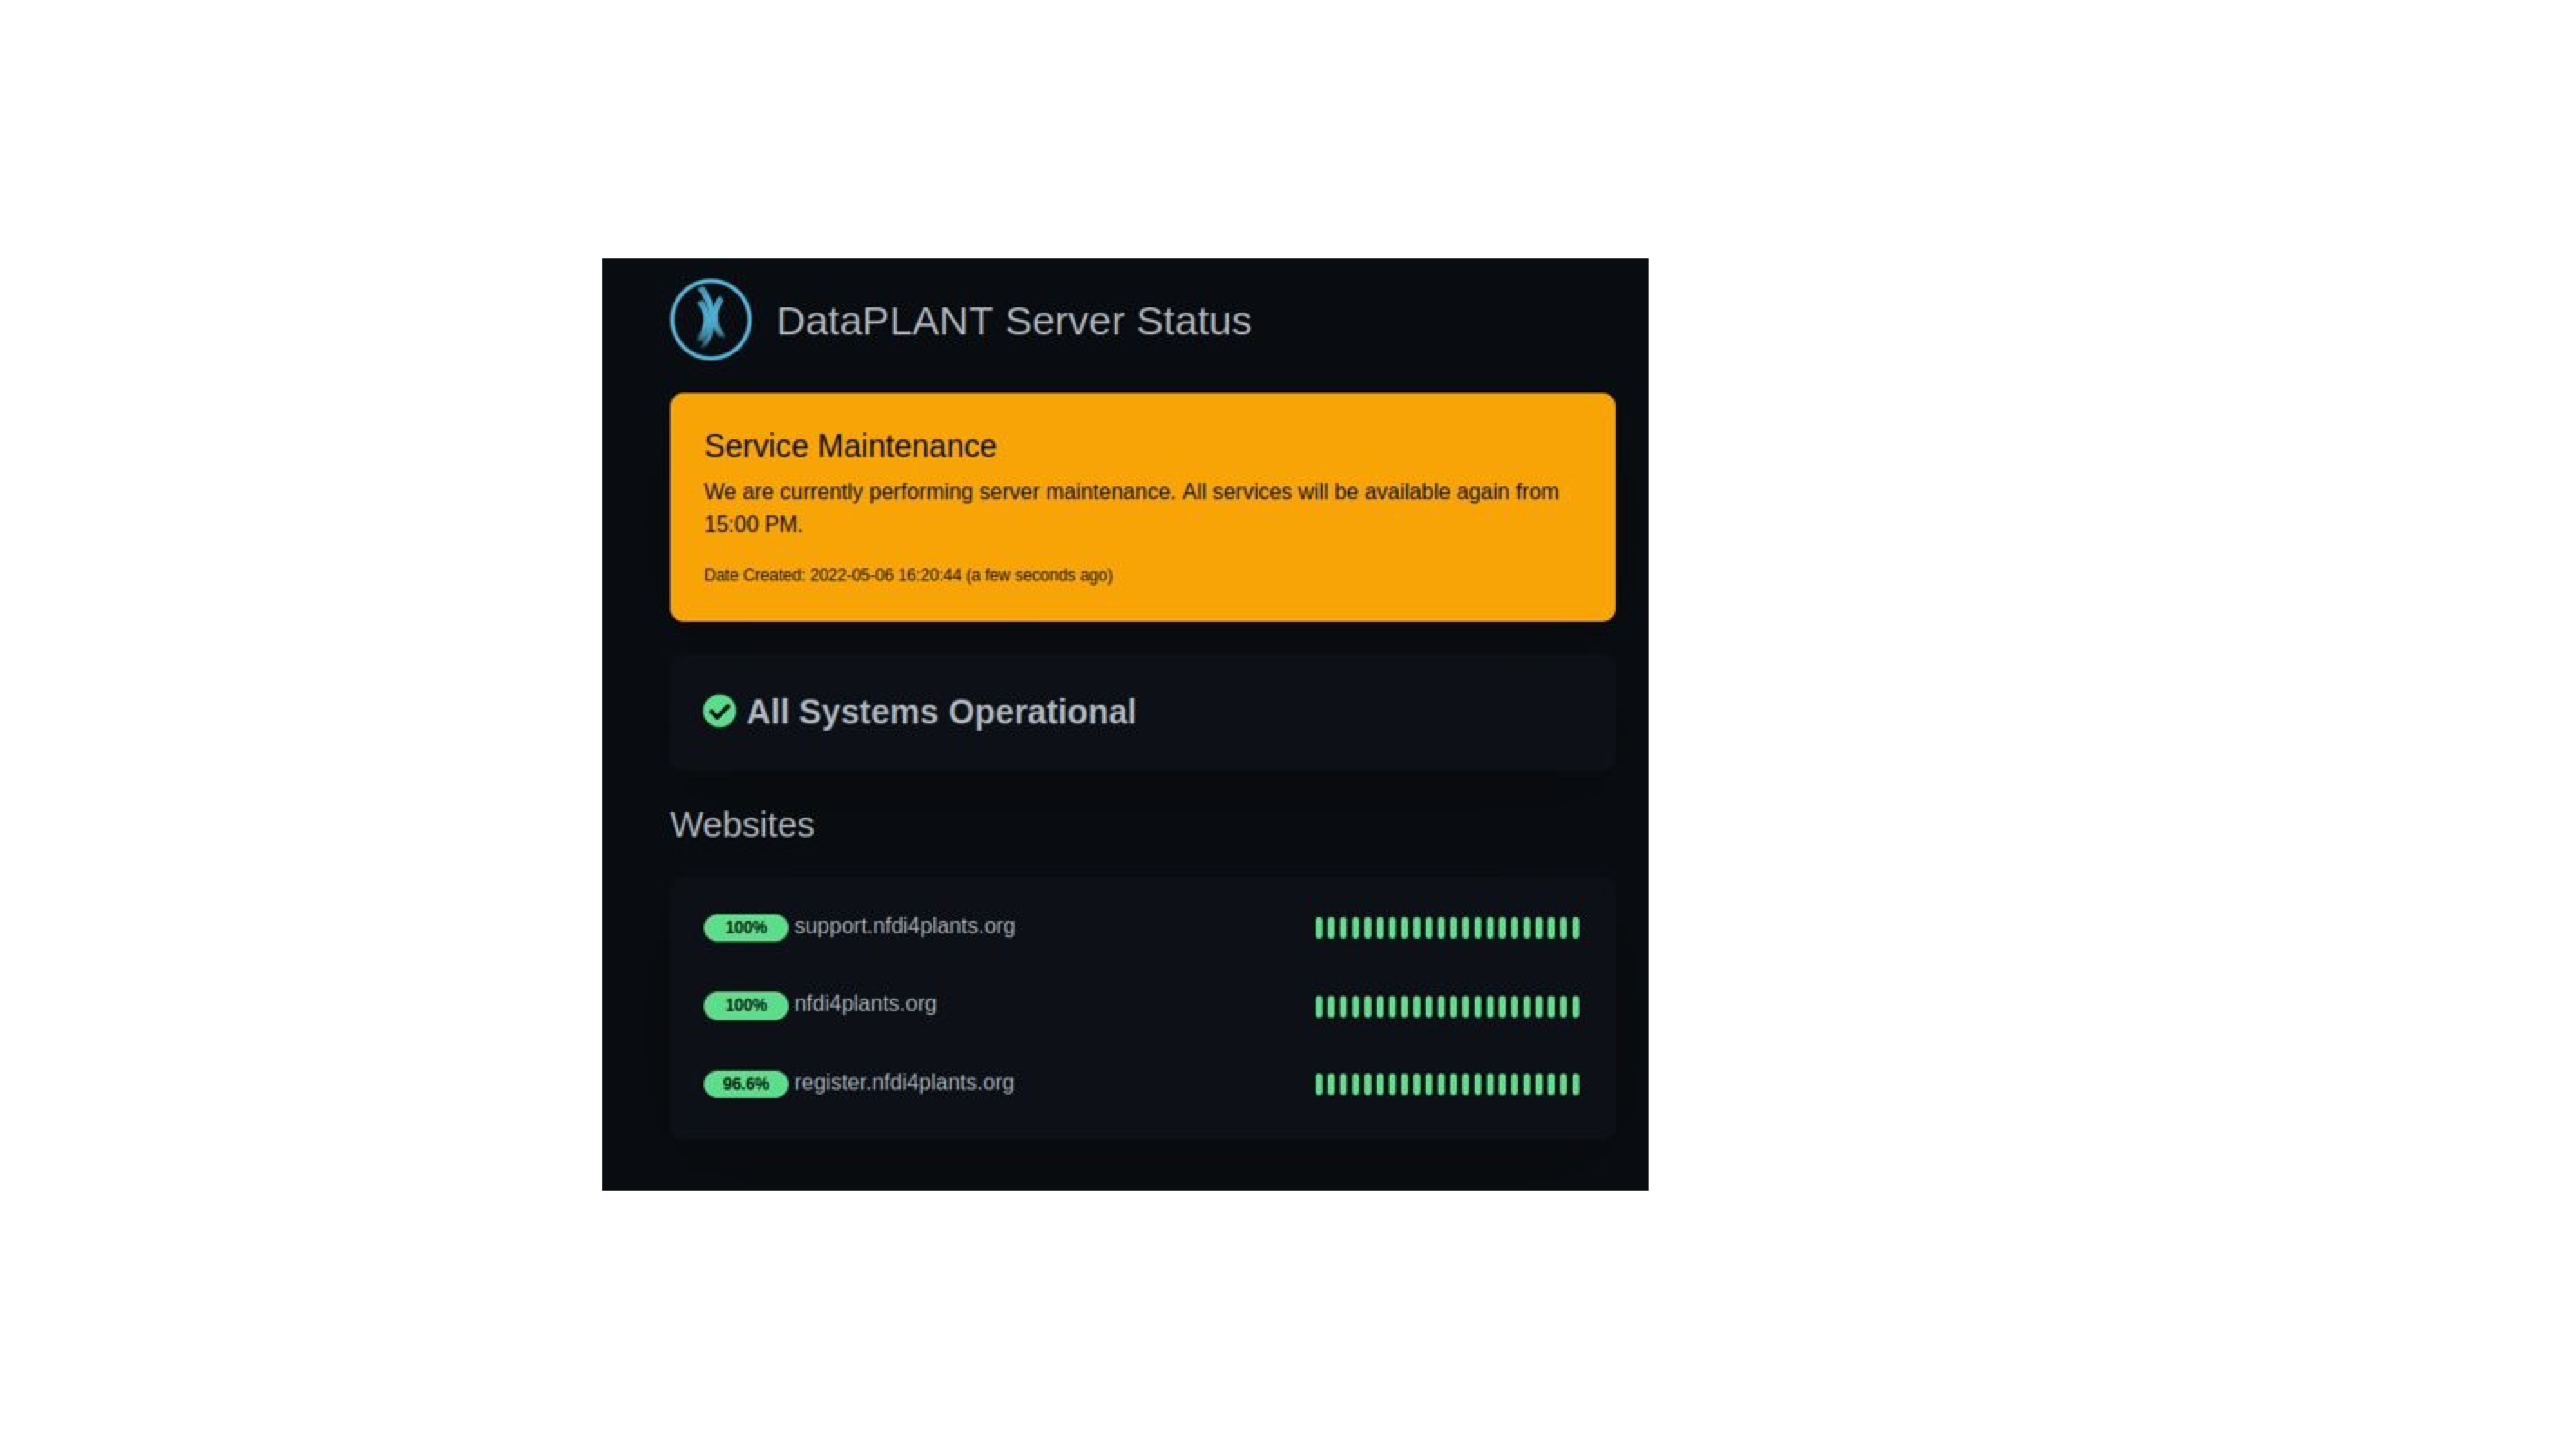 DataPLANT Server Status
Service Maintenance
We are currently performing server maintenance. All services will be available again from
15:00 PM.
Date Created: 2022-05-06 16:20:44 (a few seconds ago)
All Systems Operational
Websites
100% support.nfdi4plants.org
100% nfdi4plants.org
96.6% register.nfdi4plants.org